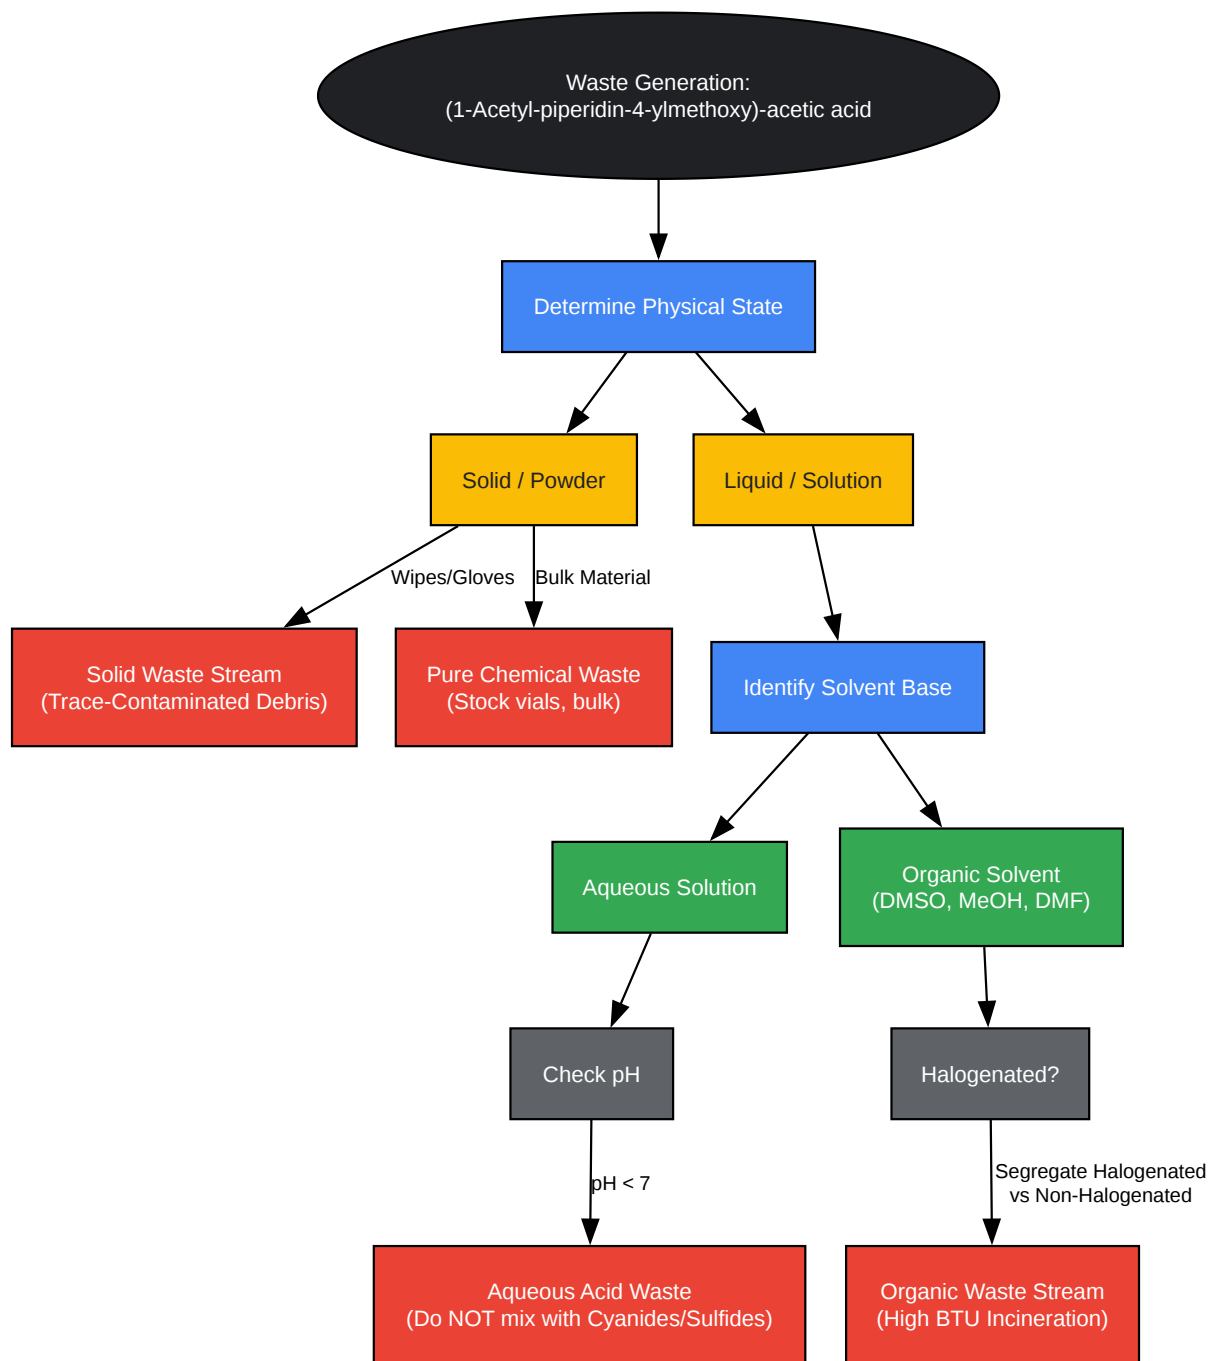 Waste Generation:
(1-Acetyl-piperidin-4-ylmethoxy)-acetic acid
Determine Physical State
Solid / Powder
Liquid / Solution
Wipes/Gloves
Bulk Material
Solid Waste Stream
(Trace-Contaminated Debris)
Pure Chemical Waste
(Stock vials, bulk)
Identify Solvent Base
Aqueous Solution
Organic Solvent
(DMSO, MeOH, DMF)
Check pH
Halogenated?
pH < 7
Segregate Halogenated
vs Non-Halogenated
Aqueous Acid Waste
(Do NOT mix with Cyanides/Sulfides)
Organic Waste Stream
(High BTU Incineration)